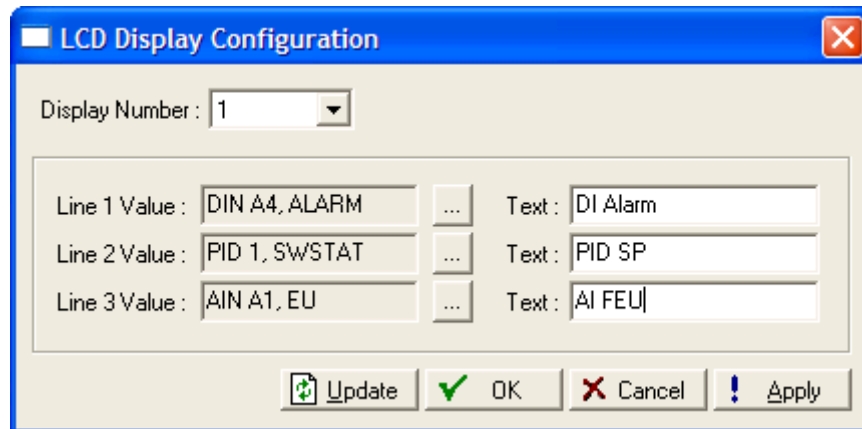 LCD Display Configuration
Display Number : 1
Line 1 Value : DIN A4, ALARM ... Text : DI Alarm
Line 2 Value : PID 1, SWSTAT ... Text : PID SP
Line 3 Value : AIN A1, EU ... Text : AI FEU
Update OK Cancel ! Apply